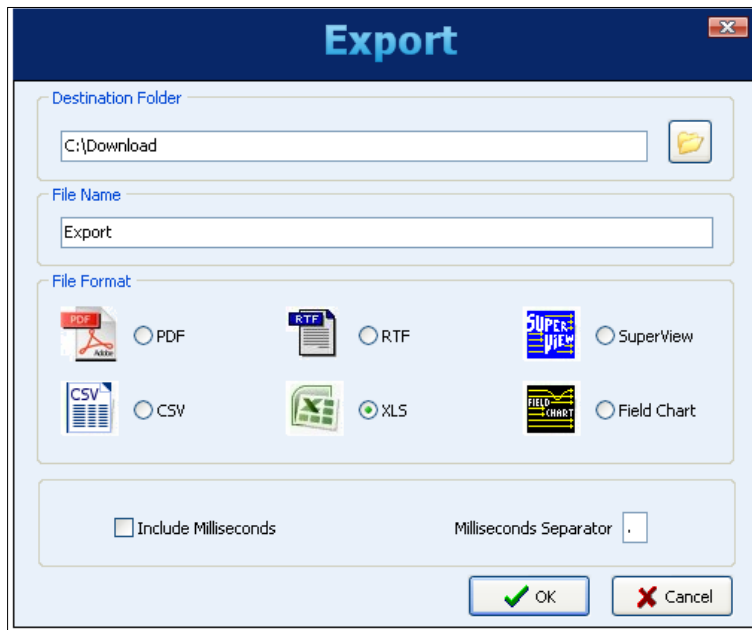 Export
Destination Folder
C:\Download
File Name
Export
File Format
PDF Adobe PDF RTF RTF SUPER VIEW SuperView
CSV CSV XLS FIELD CHART Field Chart
Include Milliseconds Milliseconds Separator .
OK Cancel